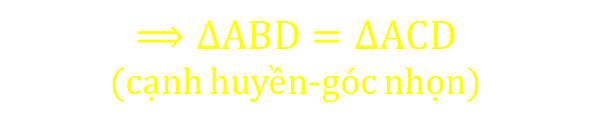 ⟹ ΔABD = ΔACD
(cạnh huyền-góc nhọn)